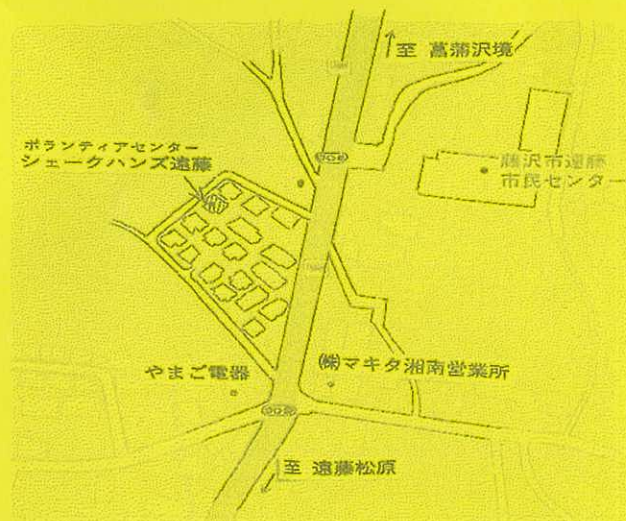 至 菖蒲沢境
ボランティアセンター
シェークハンズ遠藤
藤沢市遠藤
市民センター
やまご電器
㈱マキタ湘南営業所
至 遠藤松原